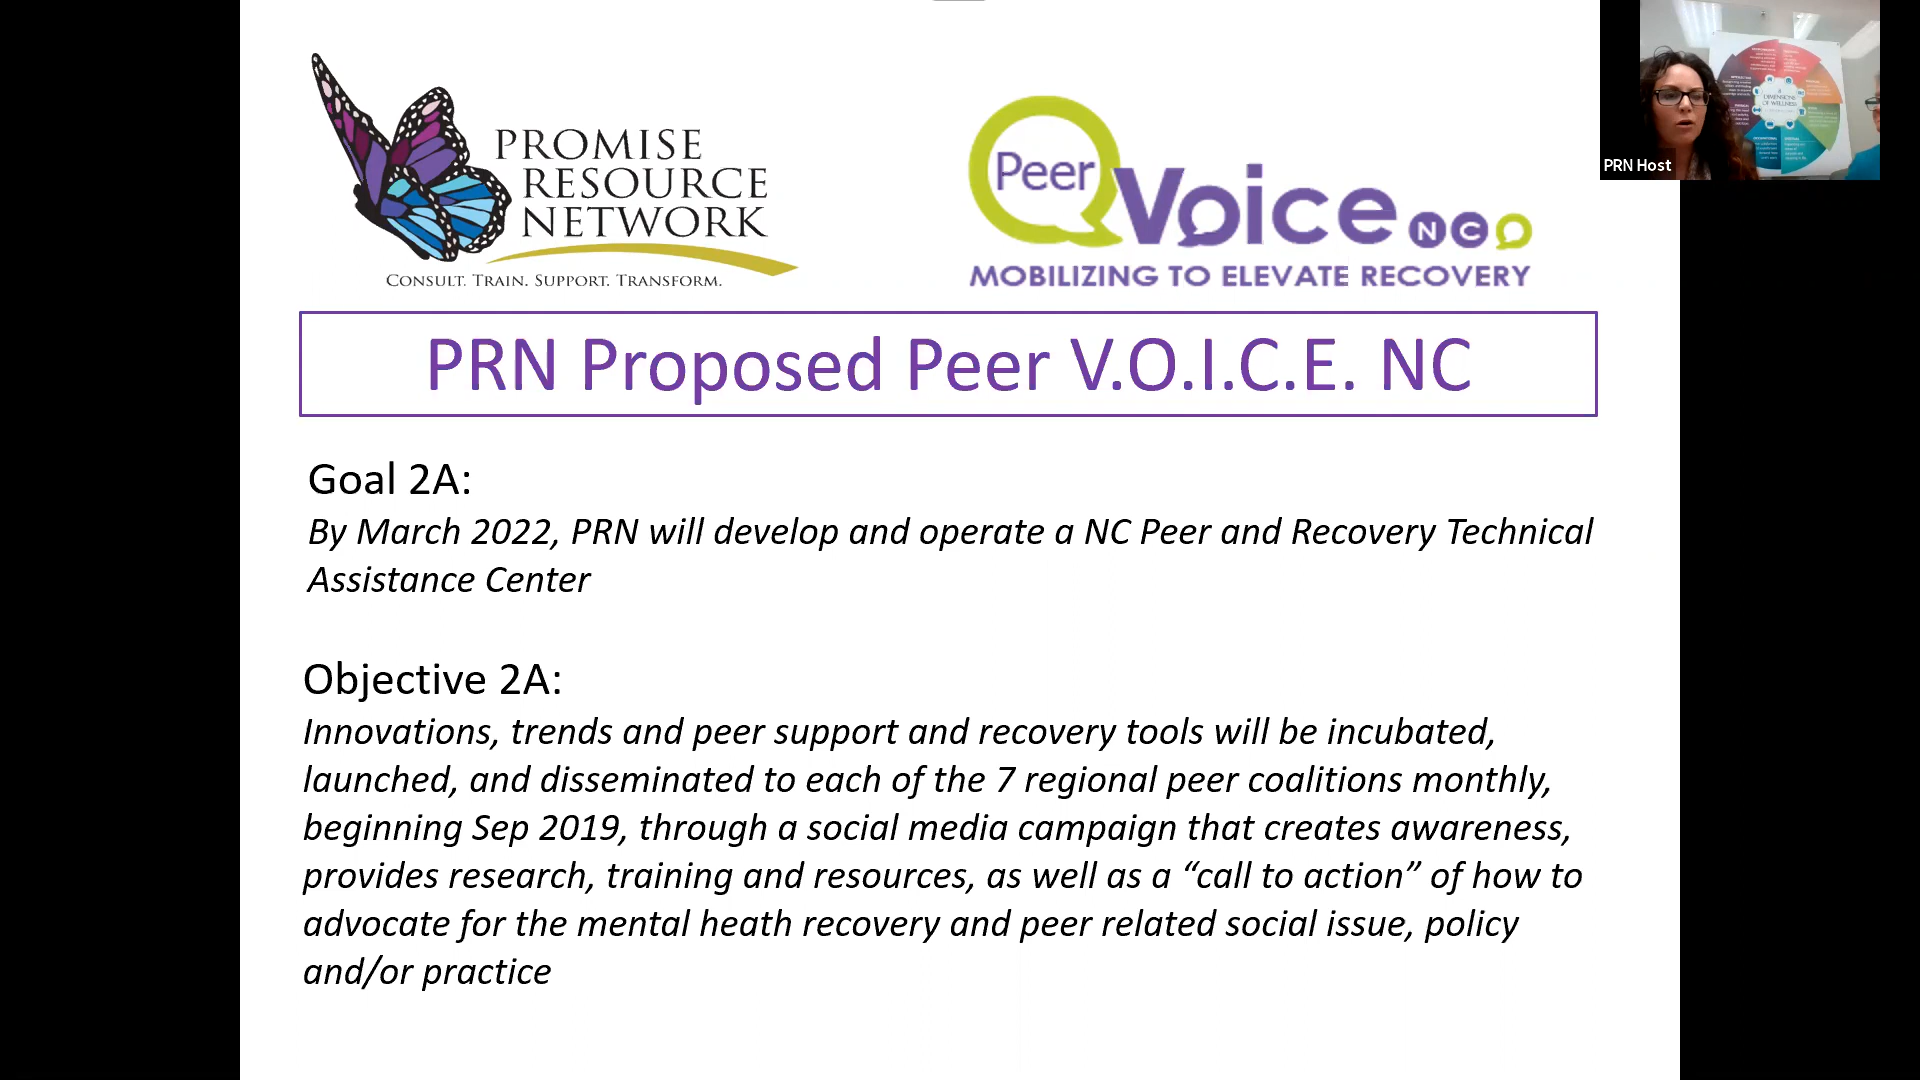 PROMISE
RESOURCE
NETWORK
CONSULT. TRAIN. SUPPORT. TRANSFORM.
Peer Voice NC
MOBILIZING TO ELEVATE RECOVERY
PRN Host
DIMENSIONS
OF WELLNESS
PRN Proposed Peer V.O.I.C.E. NC
Goal 2A:
By March 2022, PRN will develop and operate a NC Peer and Recovery Technical
Assistance Center
Objective 2A:
Innovations, trends and peer support and recovery tools will be incubated,
launched, and disseminated to each of the 7 regional peer coalitions monthly,
beginning Sep 2019, through a social media campaign that creates awareness,
provides research, training and resources, as well as a “call to action” of how to
advocate for the mental heath recovery and peer related social issue, policy
and/or practice